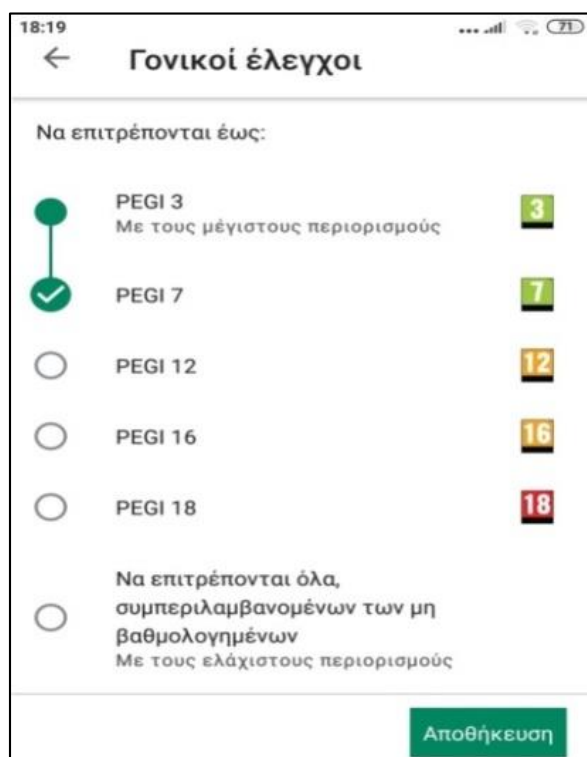 18:19
71
Γονικοί έλεγχοι
Να επιτρέπονται έως:
PEGI 3
Με τους μέγιστους περιορισμούς
3
PEGI 7
7
PEGI 12
12
PEGI 16
16
PEGI 18
18
Να επιτρέπονται όλα,
συμπεριλαμβανομένων των μη
βαθμολογημένων
Με τους ελάχιστους περιορισμούς
Αποθήκευση